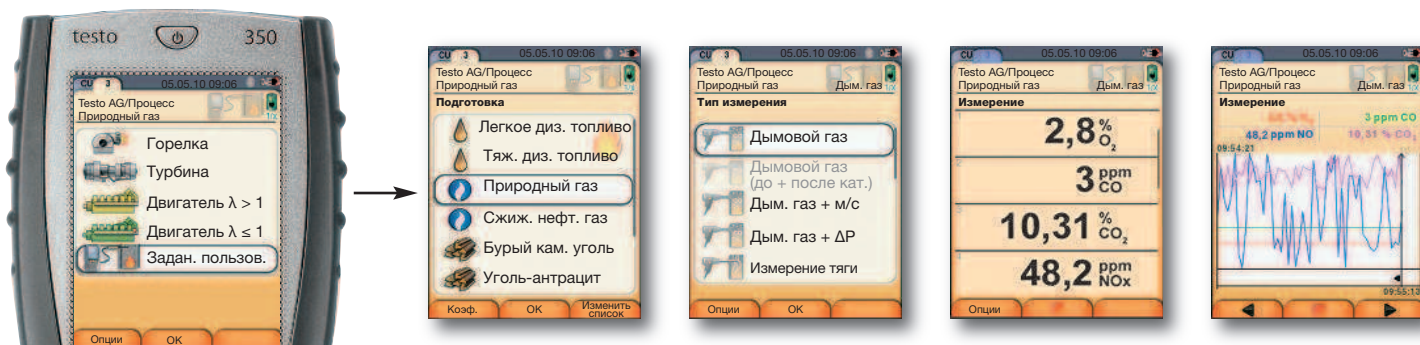 testo 350
CU 3 05.05.10 09:06
Testo AG/Процесс
Природный газ
1/x
Горелка
Турбина
Двигатель λ > 1
Двигатель λ ≤ 1
Задан. пользов.
Опции OK
CU 3 05.05.10 09:06
Testo AG/Процесс
Природный газ
1/x
Подготовка
Легкое диз. топливо
Тяж. диз. топливо
Природный газ
Сжиж. нефт. газ
Бурый кам. уголь
Уголь-антрацит
Коэф. OK Изменить
список
CU 3 05.05.10 09:06
Testo AG/Процесс
Природный газ Дым. газ
1/x
Тип измерения
Дымовой газ
Дымовой газ
(до + после кат.)
Дым. газ + м/с
Дым. газ + ΔP
Измерение тяги
Опции OK
CU 3 05.05.10 09:06
Testo AG/Процесс
Природный газ Дым. газ
Измерение
2,8 % O₂
3 ppm CO
10,31 % CO₂
48,2 ppm NOx
Опции
CU 3 05.05.10 09:06
Testo AG/Процесс
Природный газ Дым. газ
Измерение
3 ppm CO
48,2 ppm NO 10,31 % CO₂
09:54:21
09:55:13